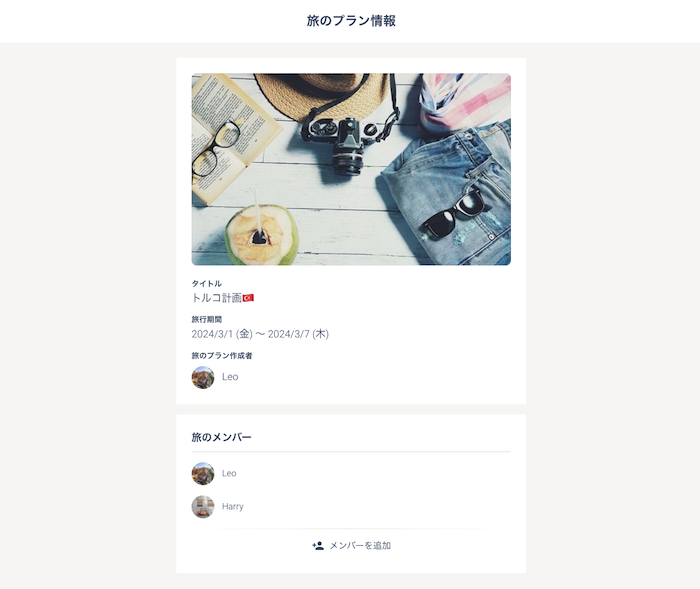 旅のプラン情報
タイトル
トルコ計画🇹🇷
旅行期間
2024/3/1 (金) 〜 2024/3/7 (木)
旅のプラン作成者
Leo
旅のメンバー
Leo
Harry
メンバーを追加